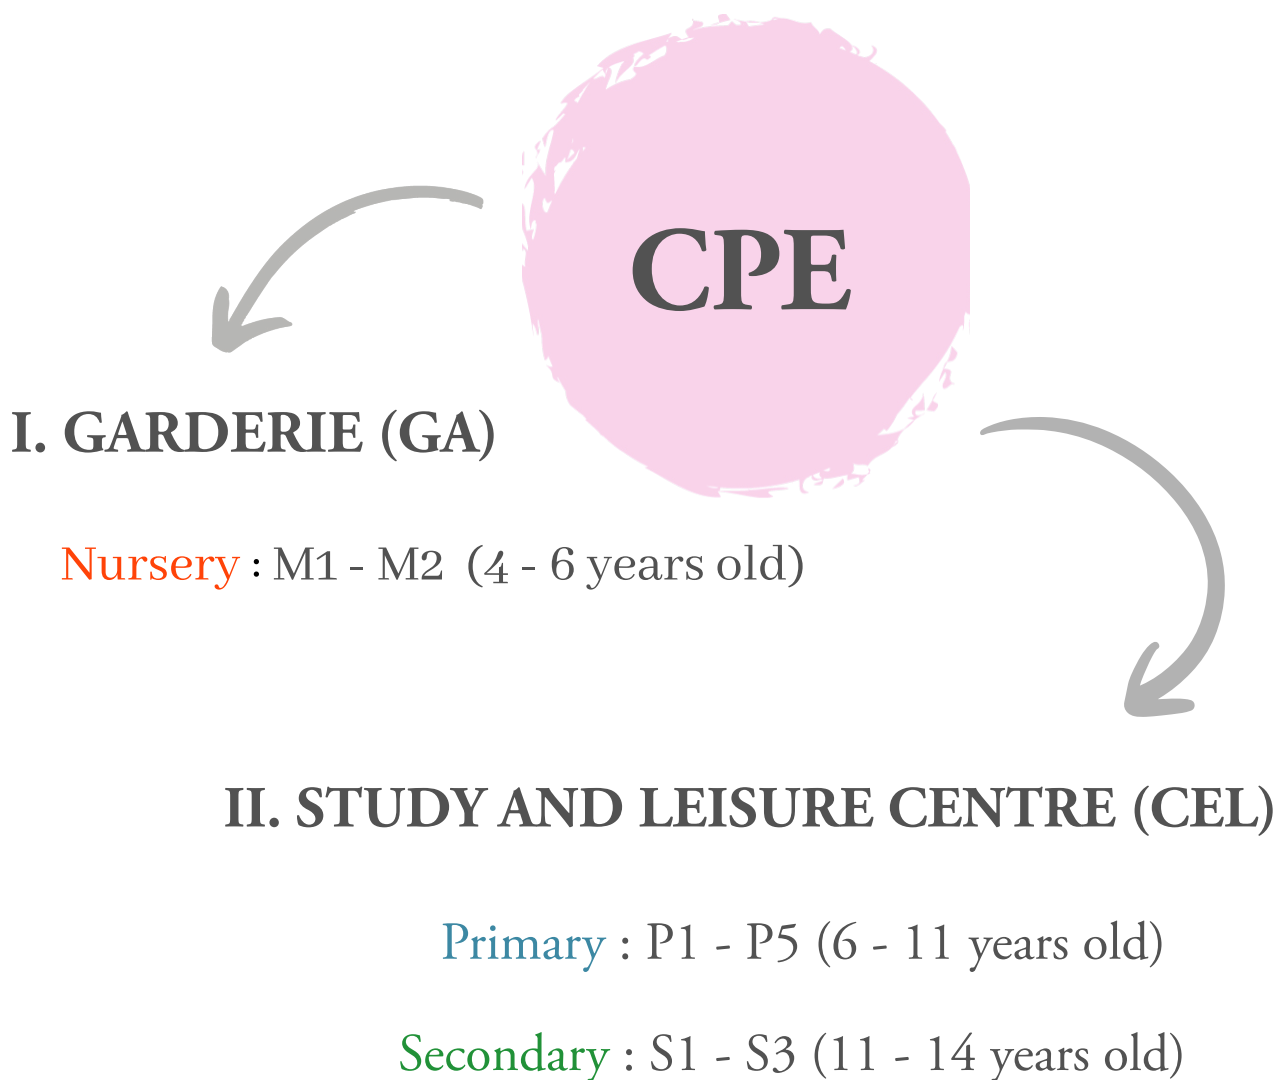 CPE
I. GARDERIE (GA)
Nursery : M1 - M2 (4 - 6 years old)
II. STUDY AND LEISURE CENTRE (CEL)
Primary : P1 - P5 (6 - 11 years old)
Secondary : S1 - S3 (11 - 14 years old)